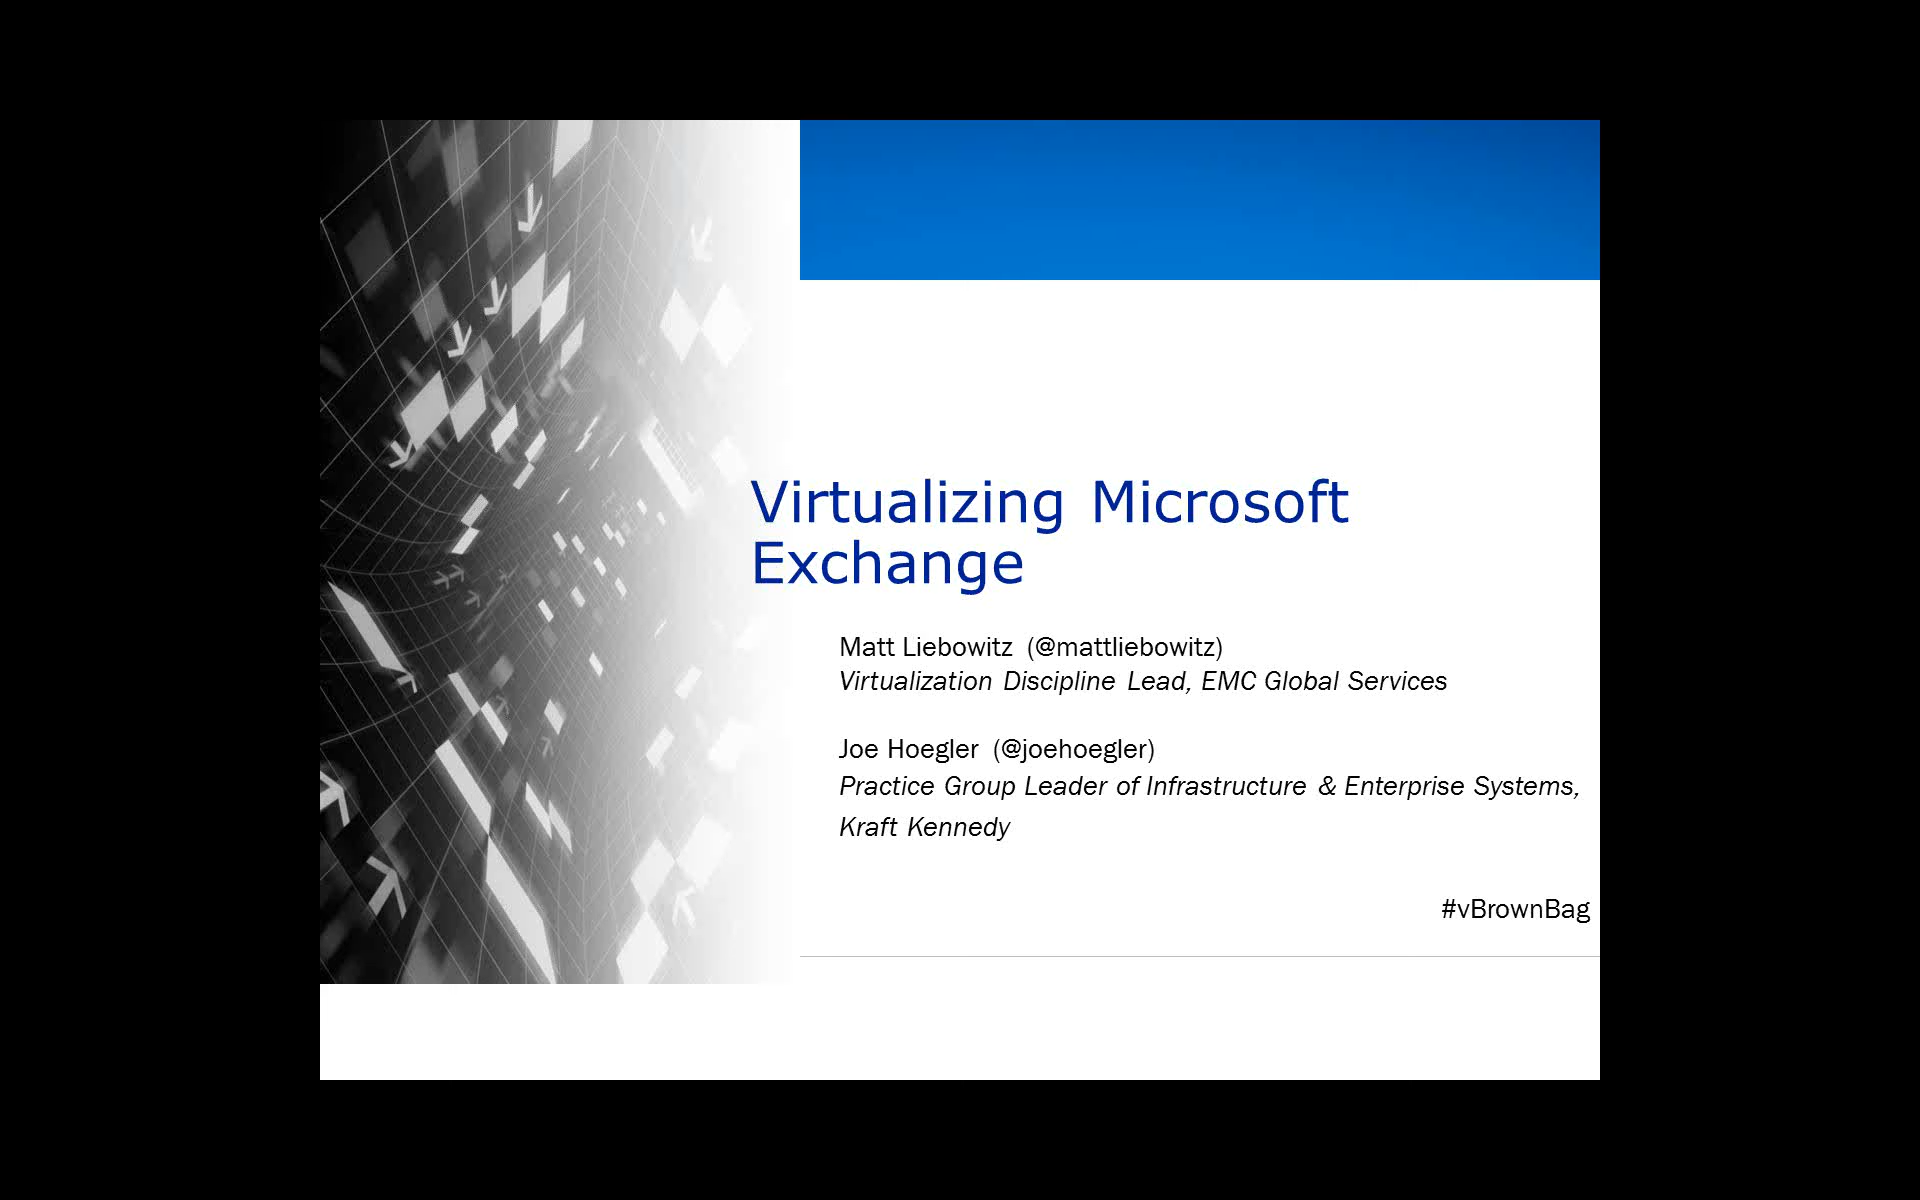 Virtualizing Microsoft
Exchange
Matt Liebowitz (@mattliebowitz)
Virtualization Discipline Lead, EMC Global Services
Joe Hoegler (@joehoegler)
Practice Group Leader of Infrastructure & Enterprise Systems,
Kraft Kennedy
#vBrownBag